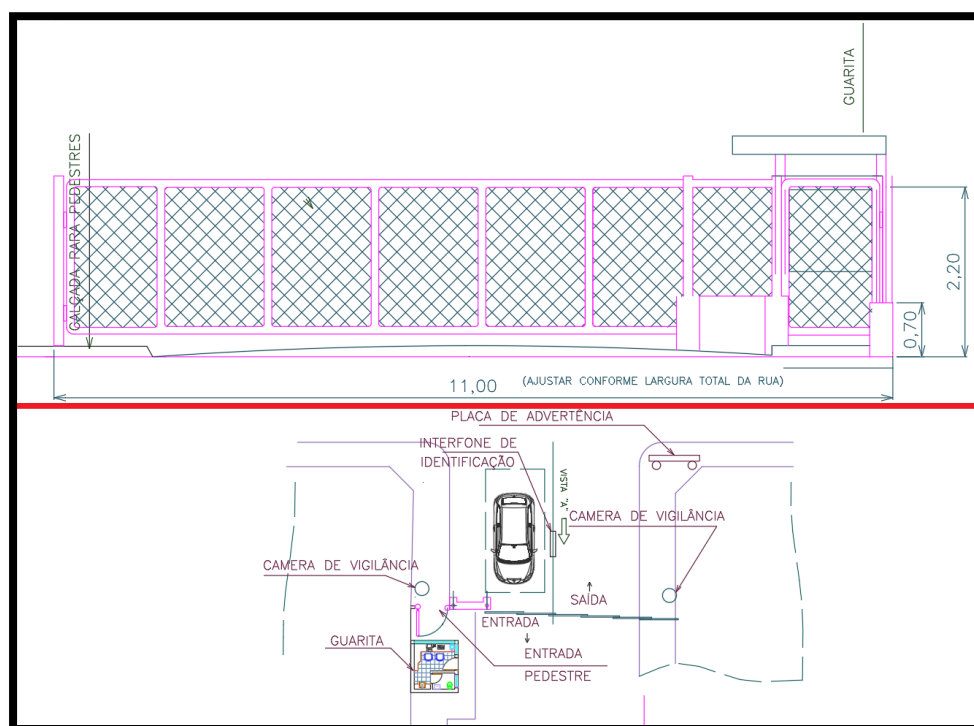 GUARITA
CALÇADA PARA PEDESTRES
2,20
0,70
11,00 (AJUSTAR CONFORME LARGURA TOTAL DA RUA)
PLACA DE ADVERTÊNCIA
INTERFONE DE
IDENTIFICAÇÃO
VISTA "A"
CAMERA DE VIGILÂNCIA
CAMERA DE VIGILÂNCIA
SAÍDA
ENTRADA
GUARITA
ENTRADA
PEDESTRE